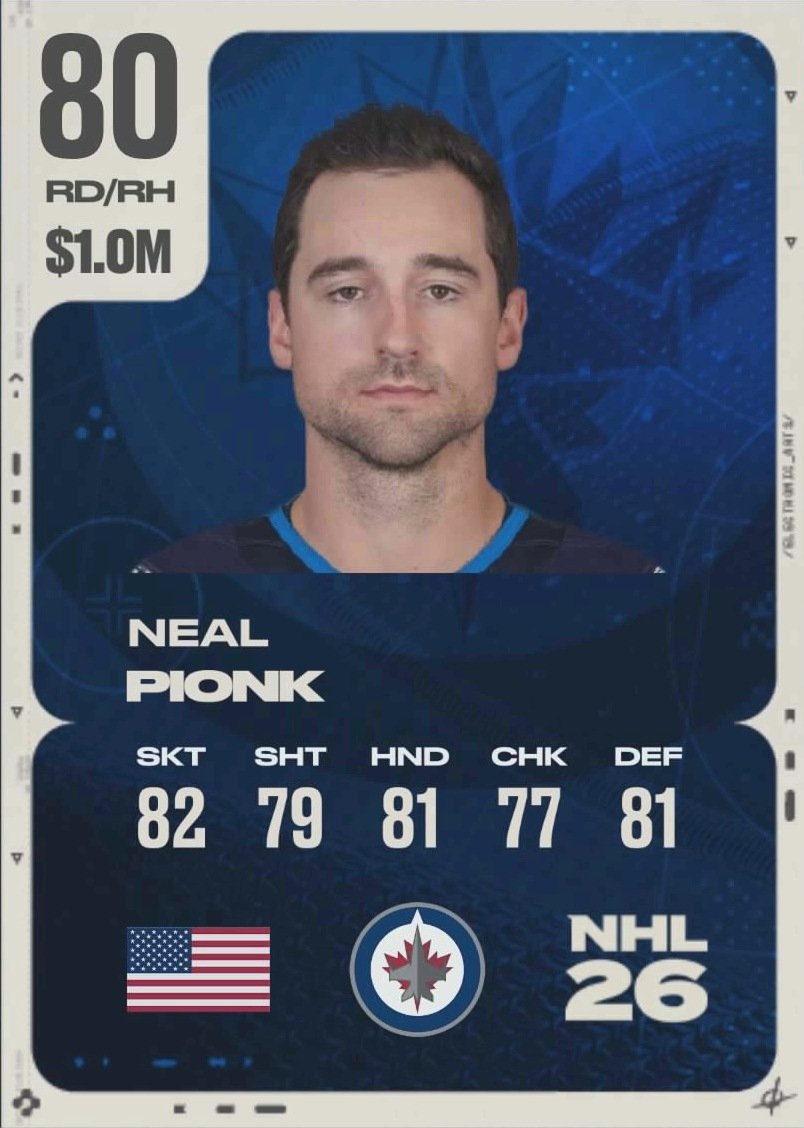 80
RD/RH
$1.0M
NEAL
PIONK
SKT SHT HND CHK DEF
82 79 81 77 81
NHL
26
/ELECTRONIC_ARTS/